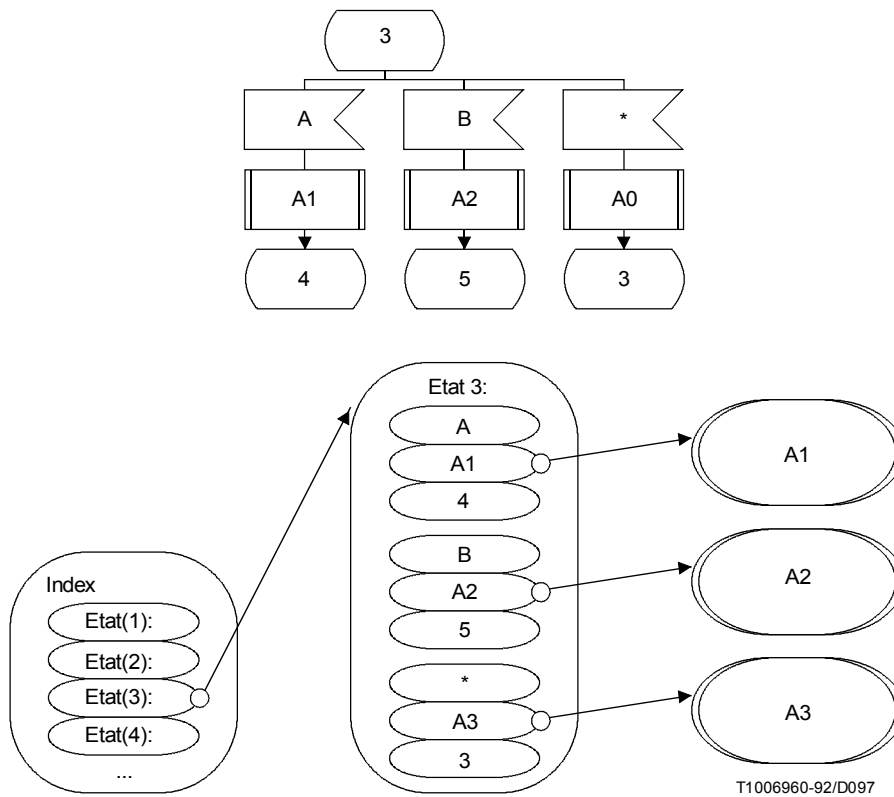 3
A B *
A1 A2 A0
4 5 3
Etat 3:
A
A1
4
B
A2
5
*
A3
3
A1
A2
A3
Index
Etat(1):
Etat(2):
Etat(3):
Etat(4):
...
T1006960-92/D097